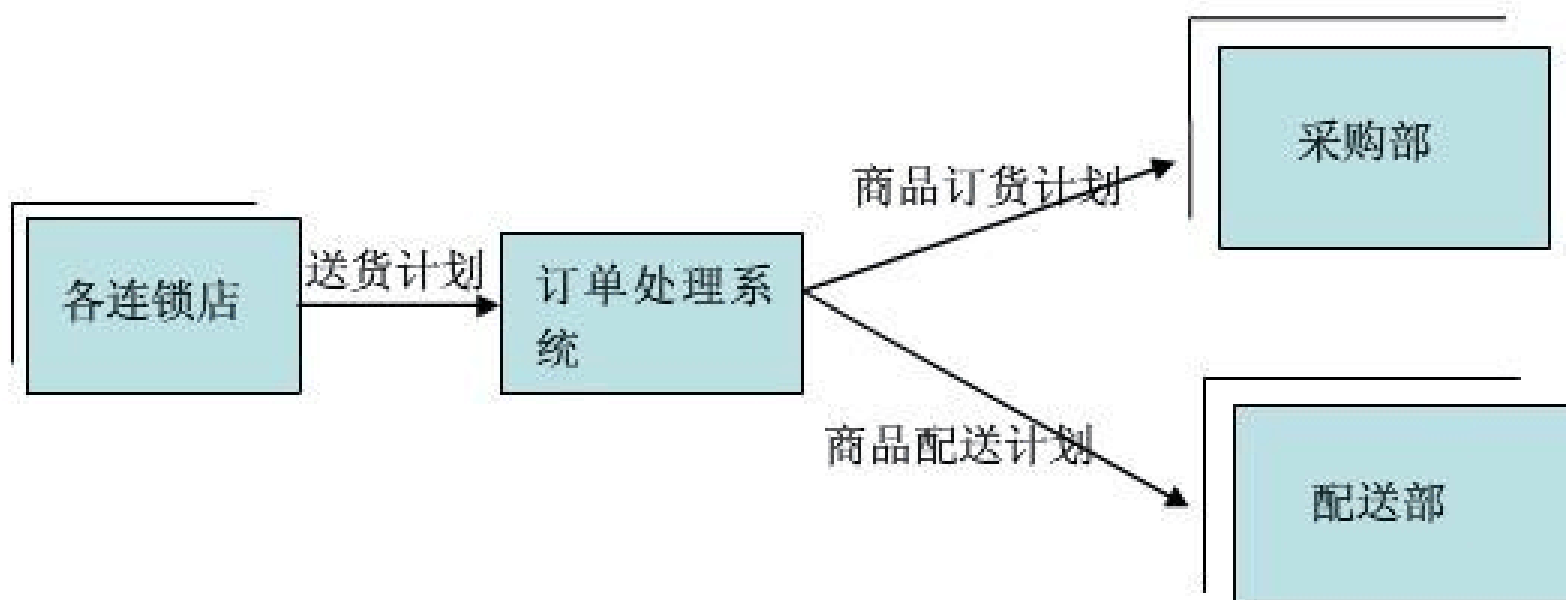 采购部
商品订货计划
各连锁店
送货计划
订单处理系
统
商品配送计划
配送部